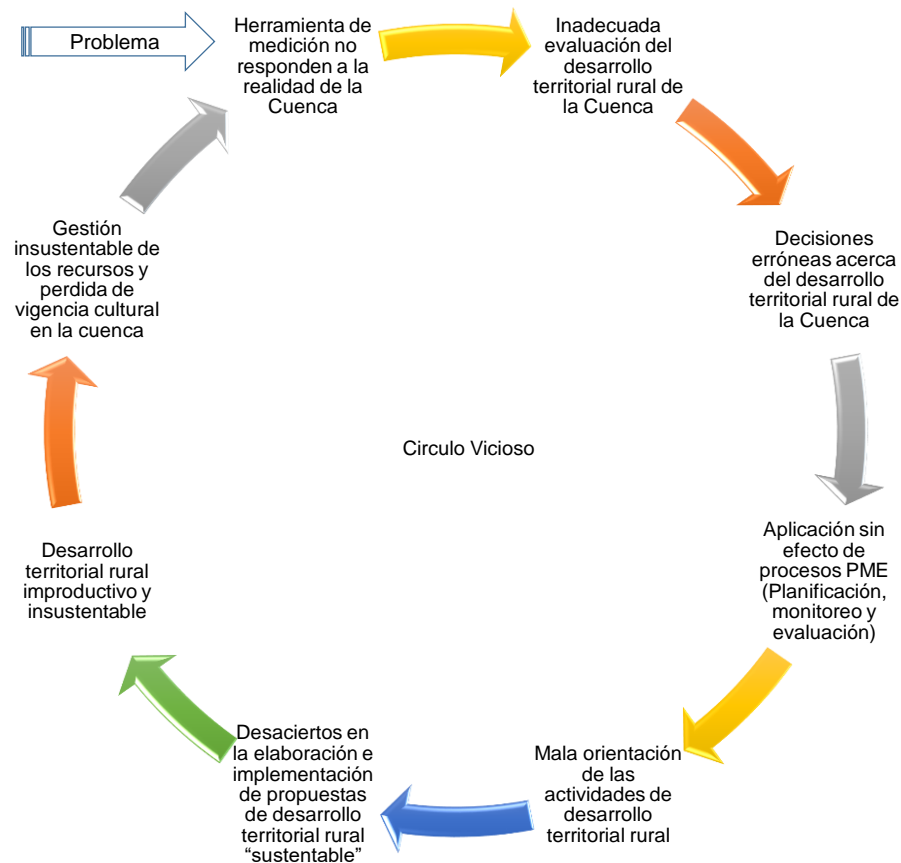 Problema
Herramienta de
medición no
responden a la
realidad de la
Cuenca
Inadecuada
evaluación del
desarrollo
territorial rural de
la Cuenca
Decisiones
erróneas acerca
del desarrollo
territorial rural de
la Cuenca
Aplicación sin
efecto de
procesos PME
(Planificación,
monitoreo y
evaluación)
Mala orientación
de las
actividades de
desarrollo
territorial rural
Desaciertos en
la elaboración e
implementación
de propuestas
de desarrollo
territorial rural
“sustentable”
Desarrollo
territorial rural
improductivo y
insustentable
Gestión
insustentable de
los recursos y
perdida de
vigencia cultural
en la cuenca
Circulo Vicioso